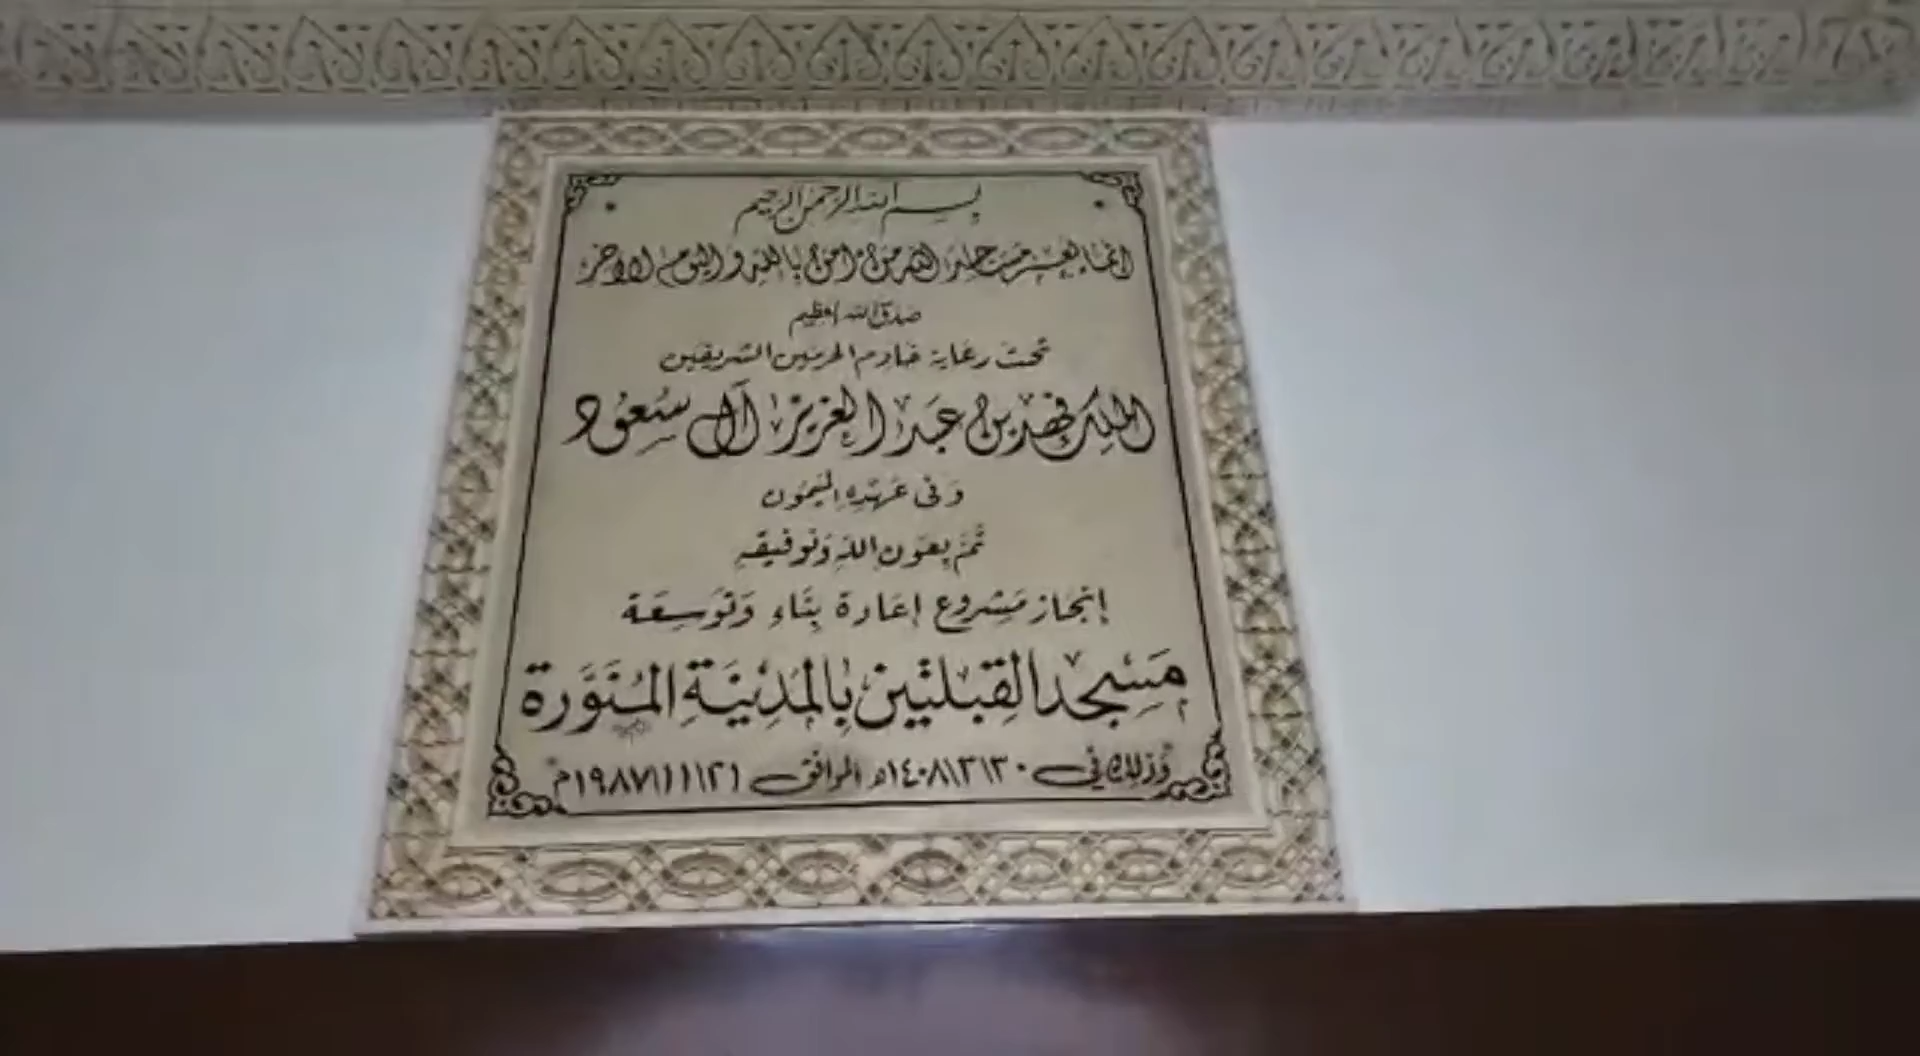 بسم الله الرحمن الرحيم
إنما يعمر مساجد الله من آمن بالله واليوم الآخر
صدق الله العظيم
تحت رعاية خادم الحرمين الشريفين
الملك فهد بن عبد العزيز آل سعود
وفي عهده الميمون
تم بعون الله وتوفيقه
إنجاز مشروع إعادة بناء وتوسعة
مسجد القبلتين بالمدينة المنورة
وذلك في ١٤٠٨/٣/٣٠هـ الموافق ١٩٨٧/١١/٢١م